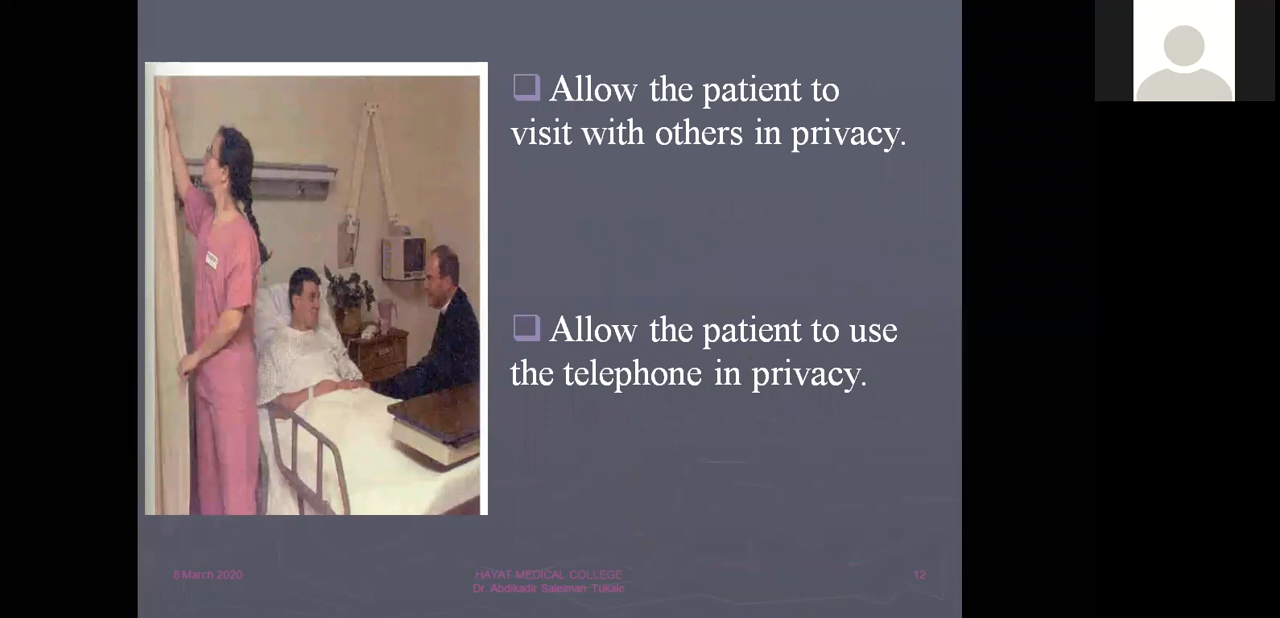 ❑ Allow the patient to
visit with others in privacy.
❑ Allow the patient to use
the telephone in privacy.
8 March 2020
HAYAT MEDICAL COLLEGE
Dr. Abdikadir Saleiman Tukale
12